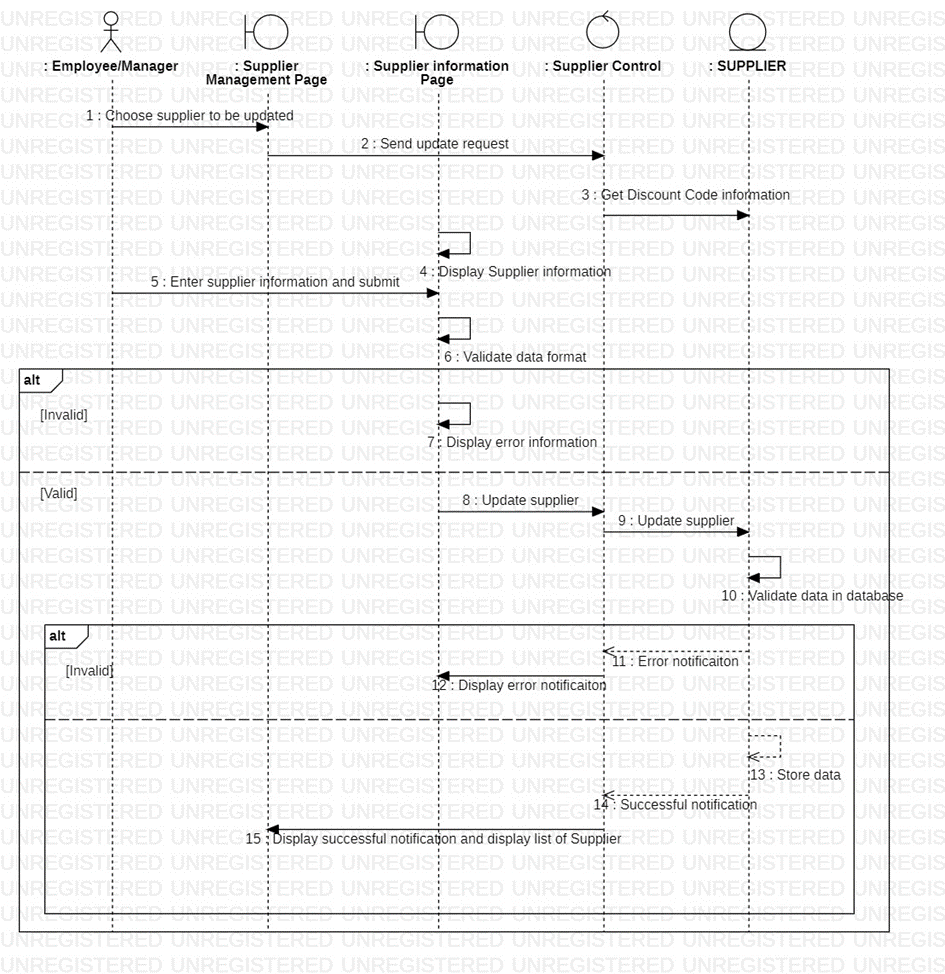 : Employee/Manager
: Supplier
Management Page
: Supplier information
Page
: Supplier Control
: SUPPLIER
1 : Choose supplier to be updated
2 : Send update request
3 : Get Discount Code information
4 : Display Supplier information
5 : Enter supplier information and submit
6 : Validate data format
alt
[Invalid]
7 : Display error information
[Valid]
8 : Update supplier
9 : Update supplier
10 : Validate data in database
alt
[Invalid]
11 : Error notificaiton
12 : Display error notificaiton
13 : Store data
14 : Successful notification
15 : Display successful notification and display list of Supplier
UNREGISTERED